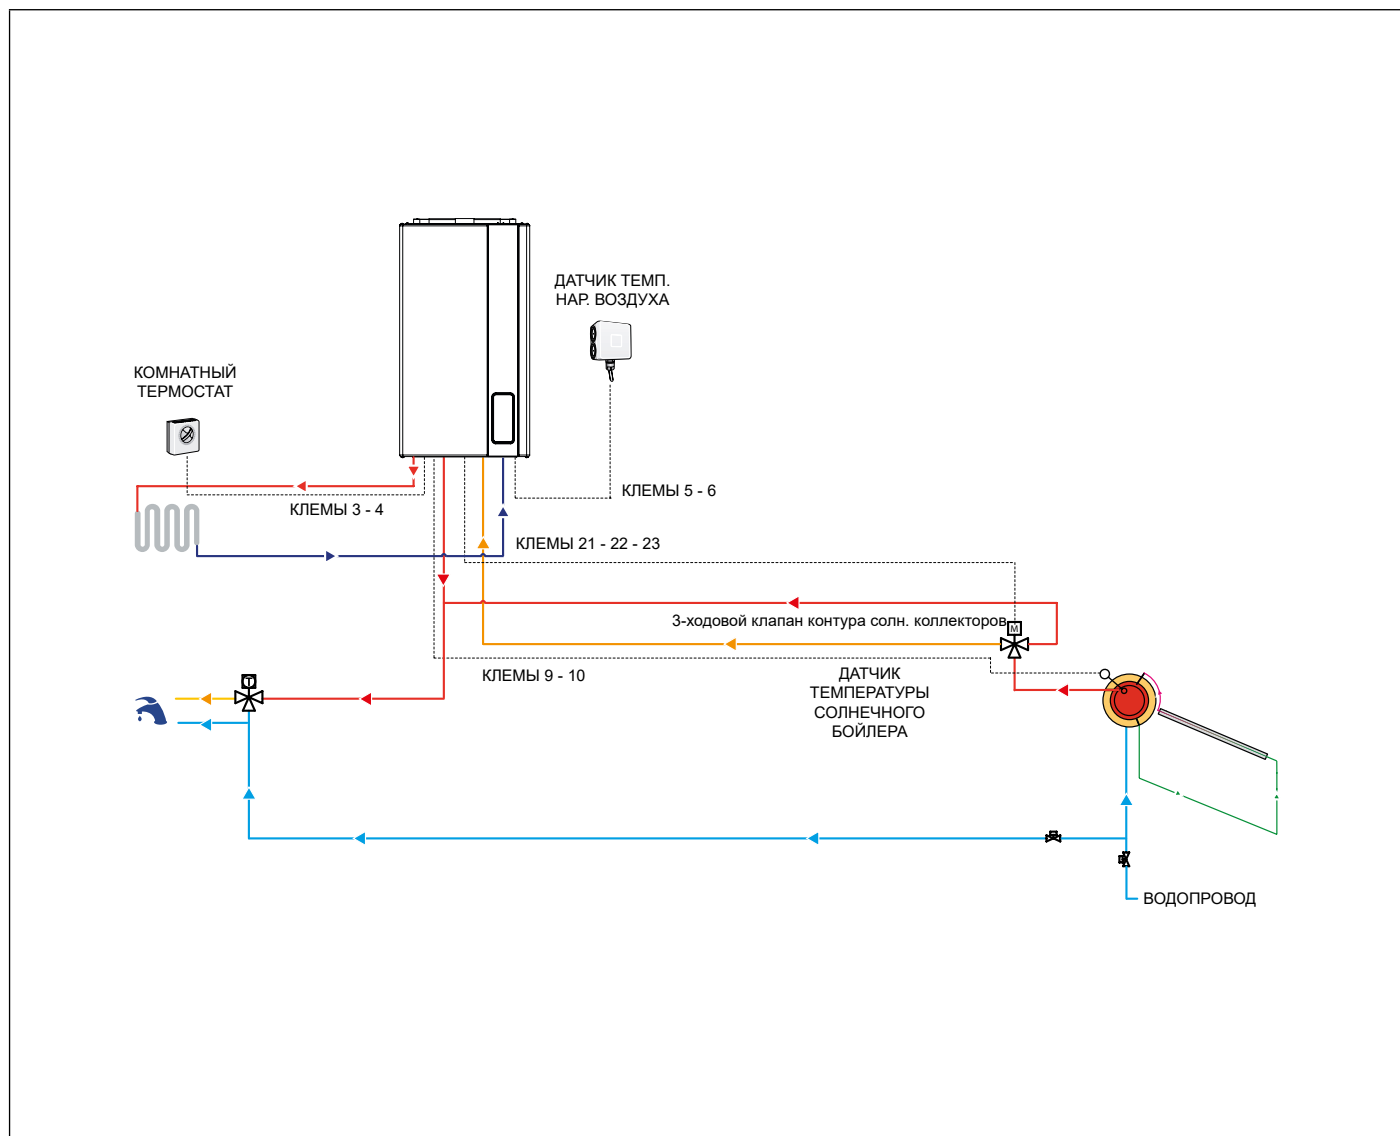 ДАТЧИК ТЕМП.
НАР. ВОЗДУХА
КОМНАТНЫЙ
ТЕРМОСТАТ
КЛЕМЫ 5 - 6
КЛЕМЫ 3 - 4
КЛЕМЫ 21 - 22 - 23
3-ходовой клапан контура солн. коллекторов
M
КЛЕМЫ 9 - 10
ДАТЧИК
ТЕМПЕРАТУРЫ
СОЛНЕЧНОГО
БОЙЛЕРА
T
ВОДОПРОВОД